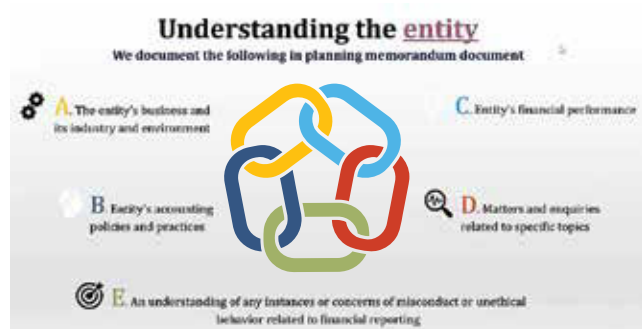 Understanding the entity
We document the following in planning memorandum document
A. The entity's business and
its industry and environment
B. Entity's accounting
policies and practices
C. Entity's financial performance
D. Matters and enquiries
related to specific topics
E. An understanding of any instances or concerns of misconduct or unethical
behavior related to financial reporting